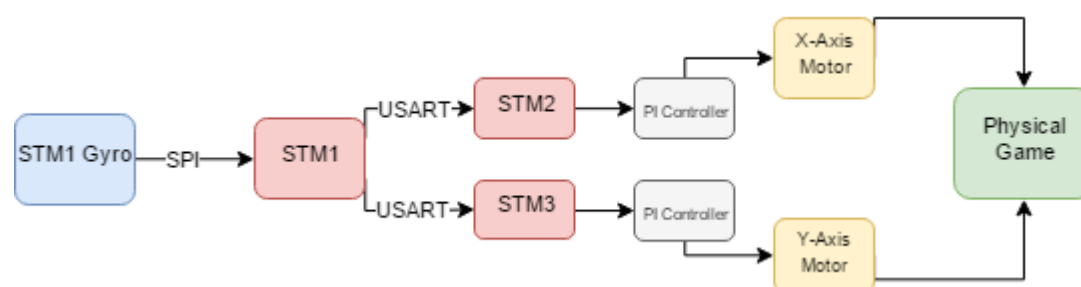 STM1 Gyro
SPI
STM1
USART
STM2
PI Controller
X-Axis
Motor
Physical
Game
USART
STM3
PI Controller
Y-Axis
Motor